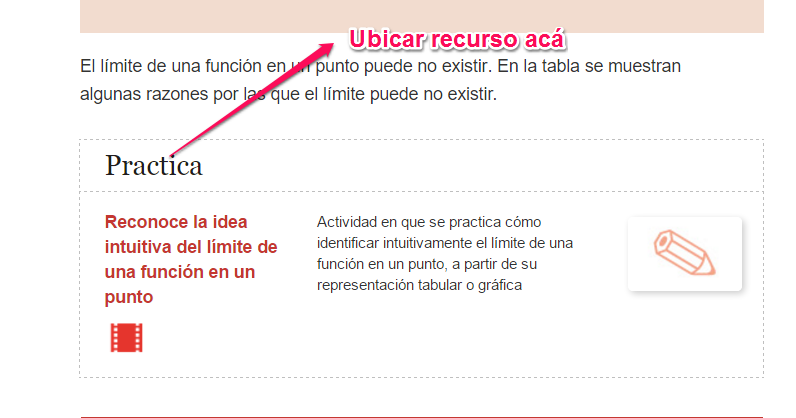 Ubicar recurso acá
El límite de una función en un punto puede no existir. En la tabla se muestran
algunas razones por las que el límite puede no existir.
Practica
Reconoce la idea
intuitiva del límite de
una función en un
punto
Actividad en que se practica cómo
identificar intuitivamente el límite de una
función en un punto, a partir de su
representación tabular o gráfica